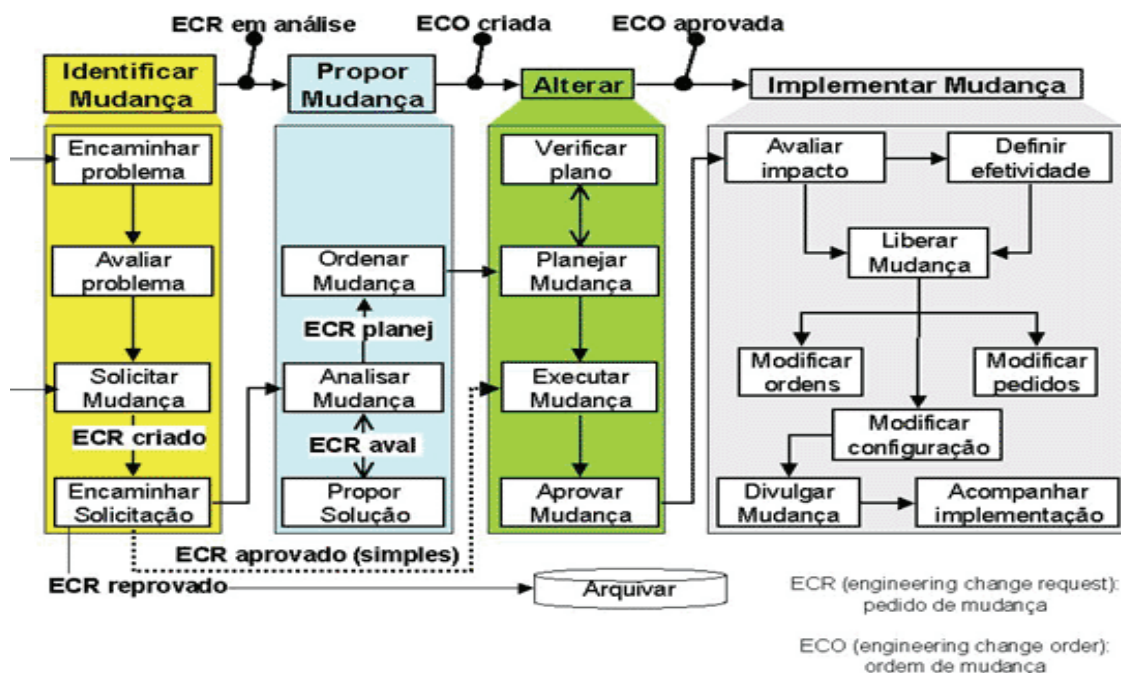 ECR em análise
ECO criada
ECO aprovada
Identificar
Mudança
Propor
Mudança
Alterar
Implementar Mudança
Encaminhar
problema
Avaliar
problema
Solicitar
Mudança
ECR criado
Encaminhar
Solicitação
Ordenar
Mudança
ECR planej
Analisar
Mudança
ECR aval
Propor
Solução
Verificar
plano
Planejar
Mudança
Executar
Mudança
Aprovar
Mudança
Avaliar
impacto
Definir
efetividade
Liberar
Mudança
Modificar
ordens
Modificar
pedidos
Modificar
configuração
Divulgar
Mudança
Acompanhar
implementação
ECR aprovado (simples)
ECR reprovado
Arquivar
ECR (engineering change request):
pedido de mudança
ECO (engineering change order):
ordem de mudança